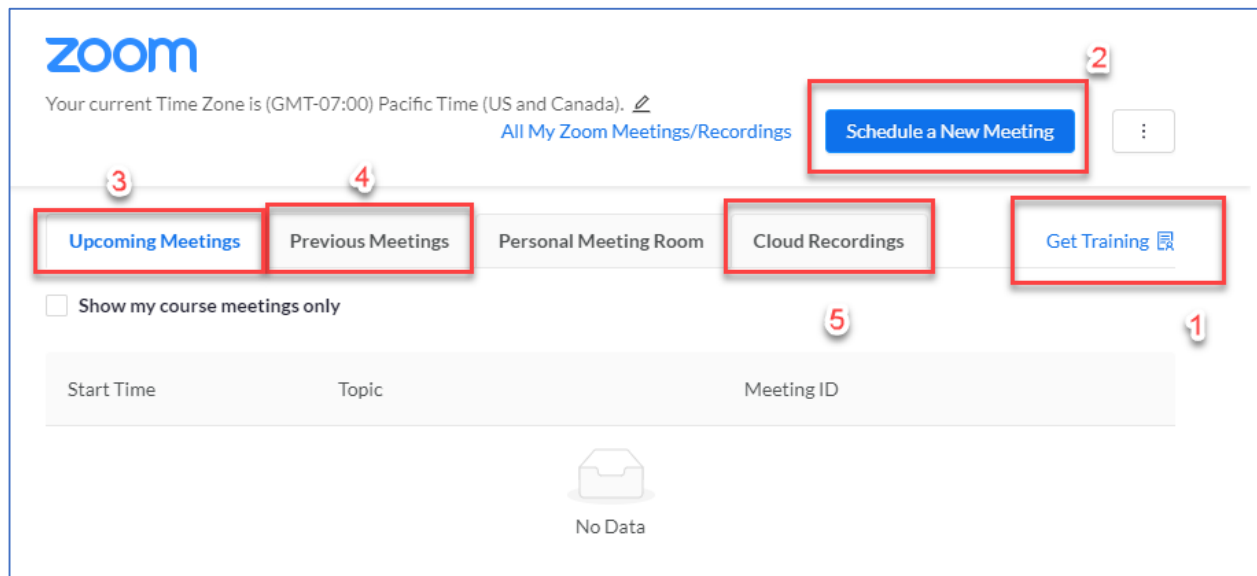 zoom
2
Your current Time Zone is (GMT-07:00) Pacific Time (US and Canada).
All My Zoom Meetings/Recordings
Schedule a New Meeting
3
4
Upcoming Meetings
Previous Meetings
Personal Meeting Room
Cloud Recordings
Get Training
Show my course meetings only
5
1
Start Time
Topic
Meeting ID
No Data